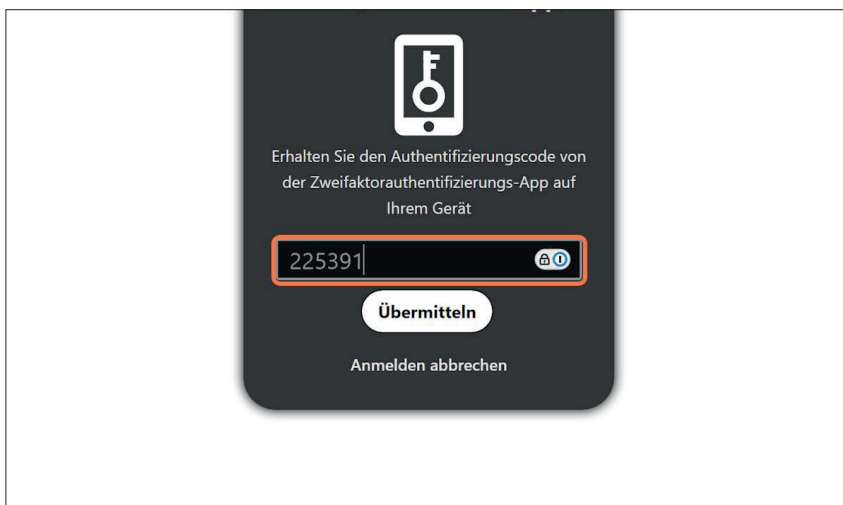 Erhalten Sie den Authentifizierungscode von
der Zweifaktorauthentifizierungs-App auf
Ihrem Gerät
225391
Übermitteln
Anmelden abbrechen